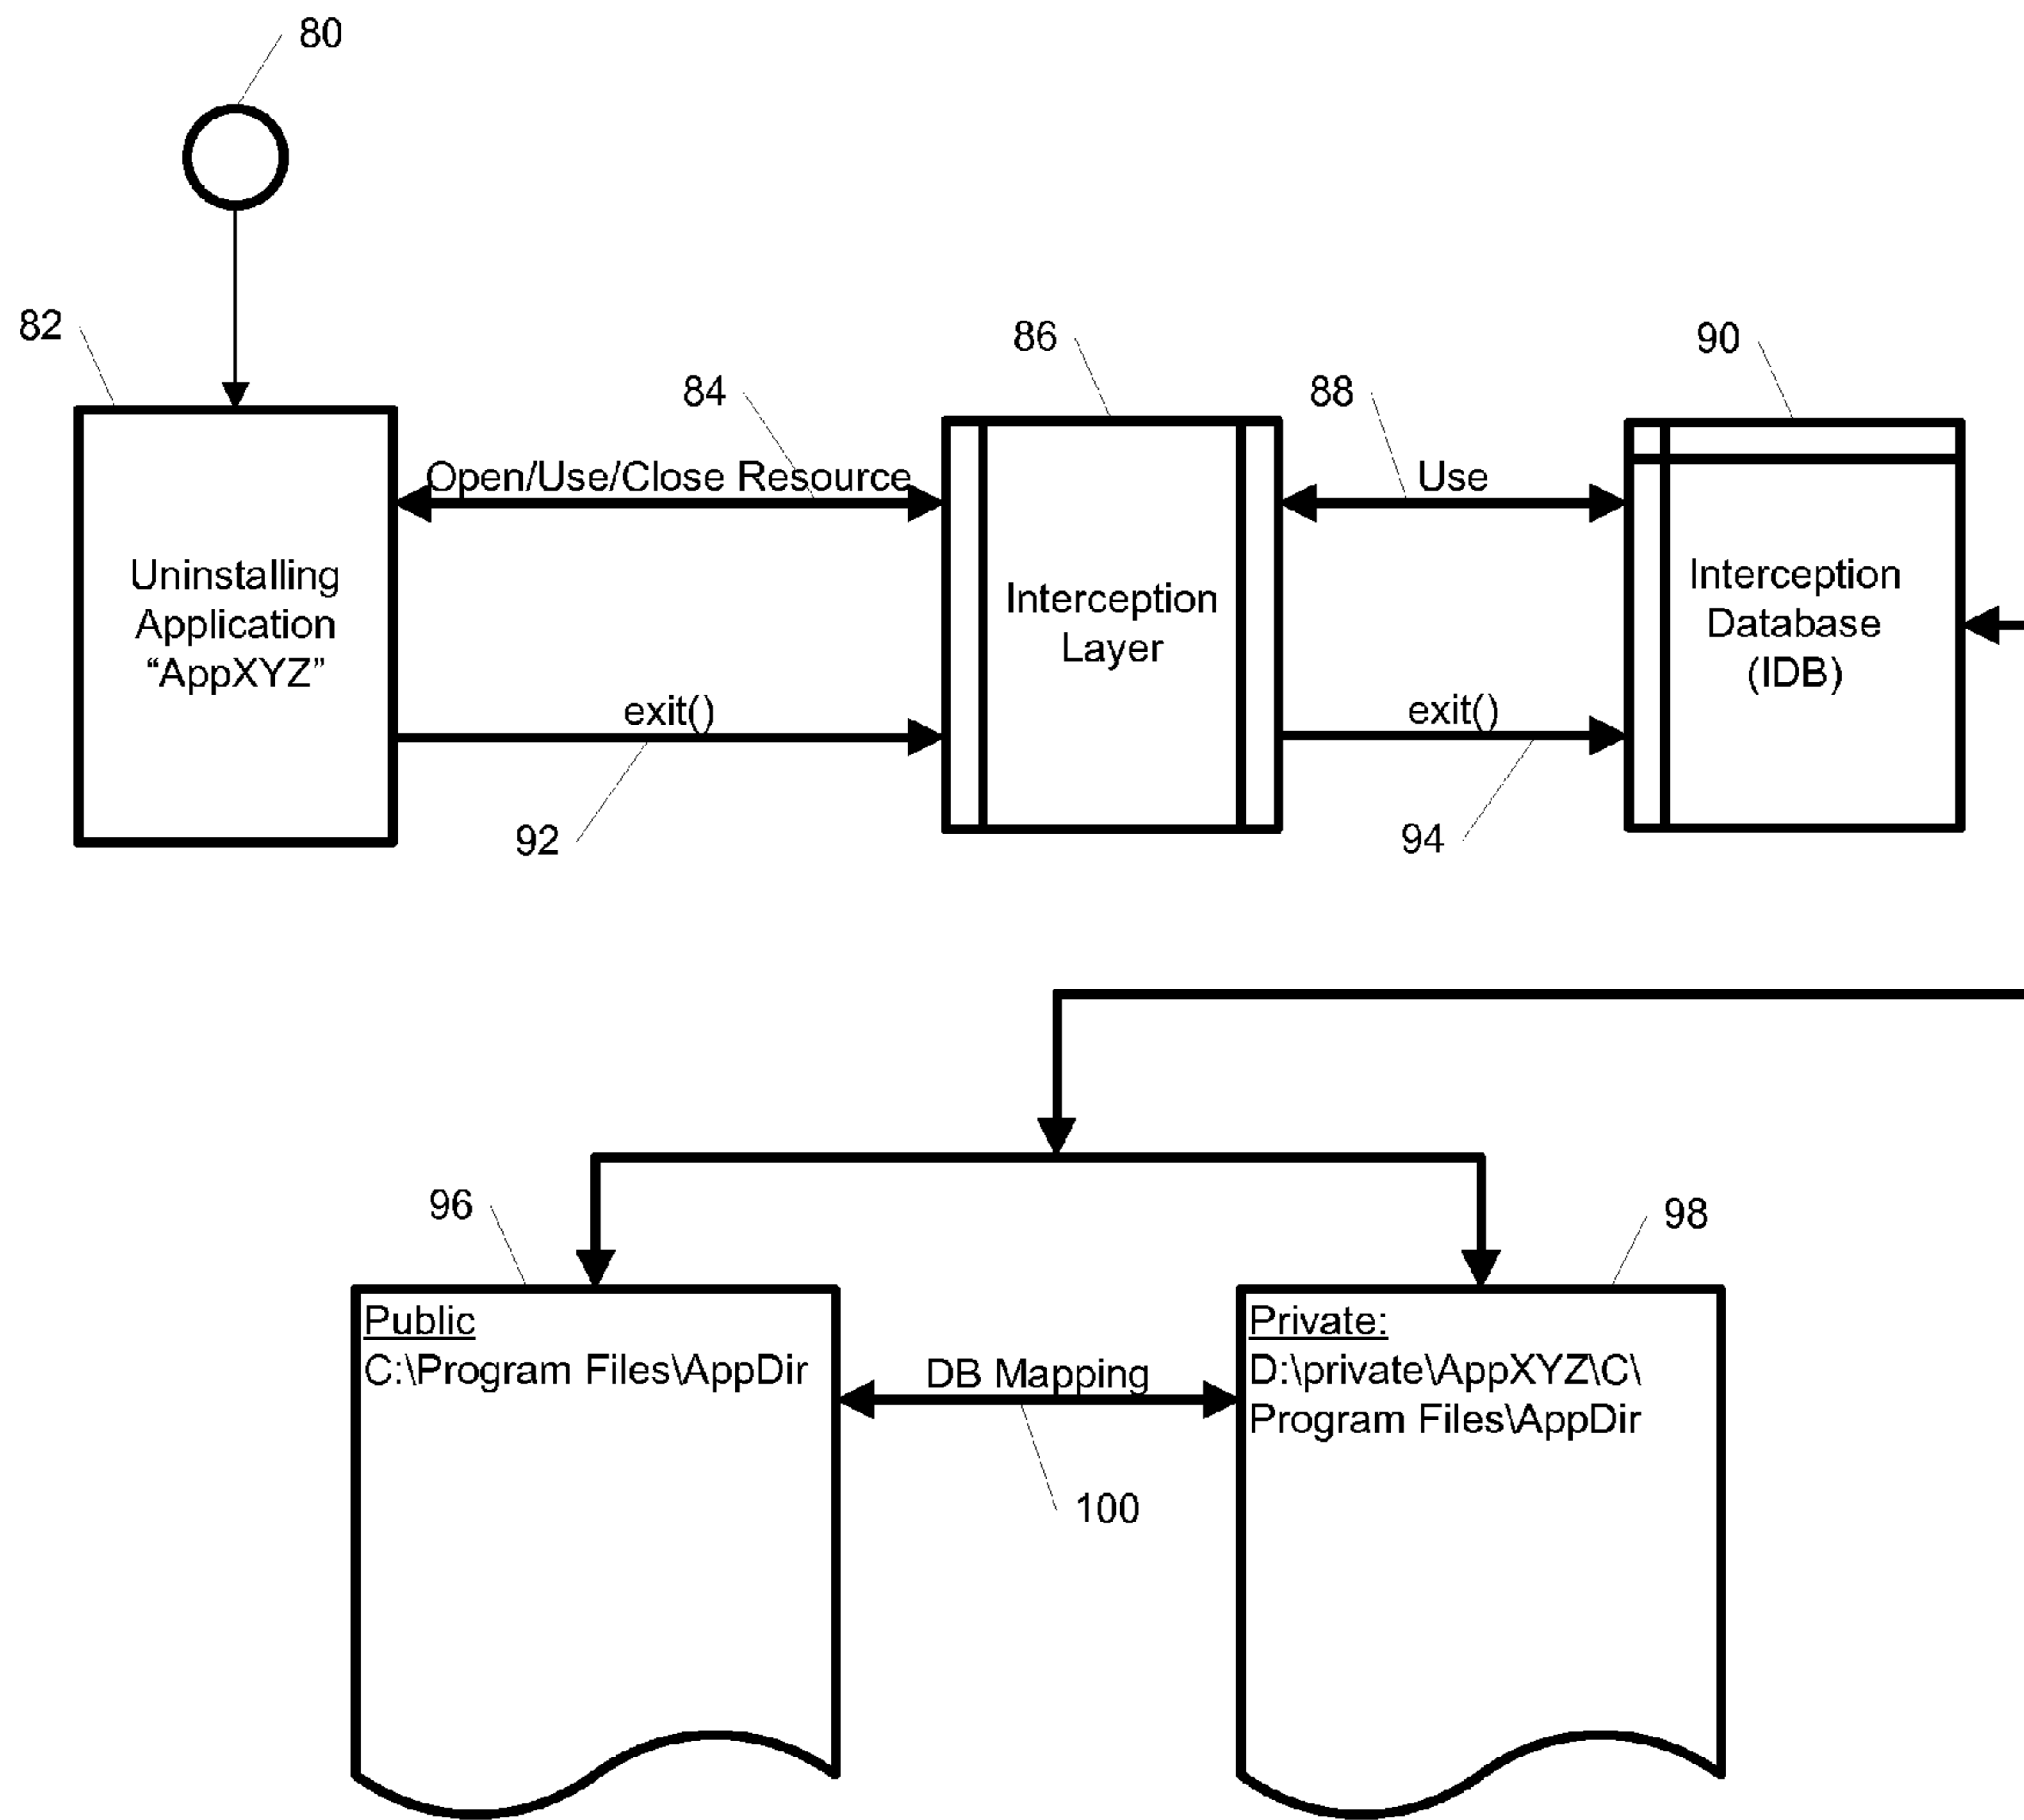 80
82
84
86
88
90
Open/Use/Close Resource
Use
Uninstalling
Application
“AppXYZ”
Interception
Layer
Interception
Database
(IDB)
exit()
exit()
92
94
96
98
Public
C:\Program Files\AppDir
DB Mapping
100
Private:
D:\private\AppXYZ\C\
Program Files\AppDir